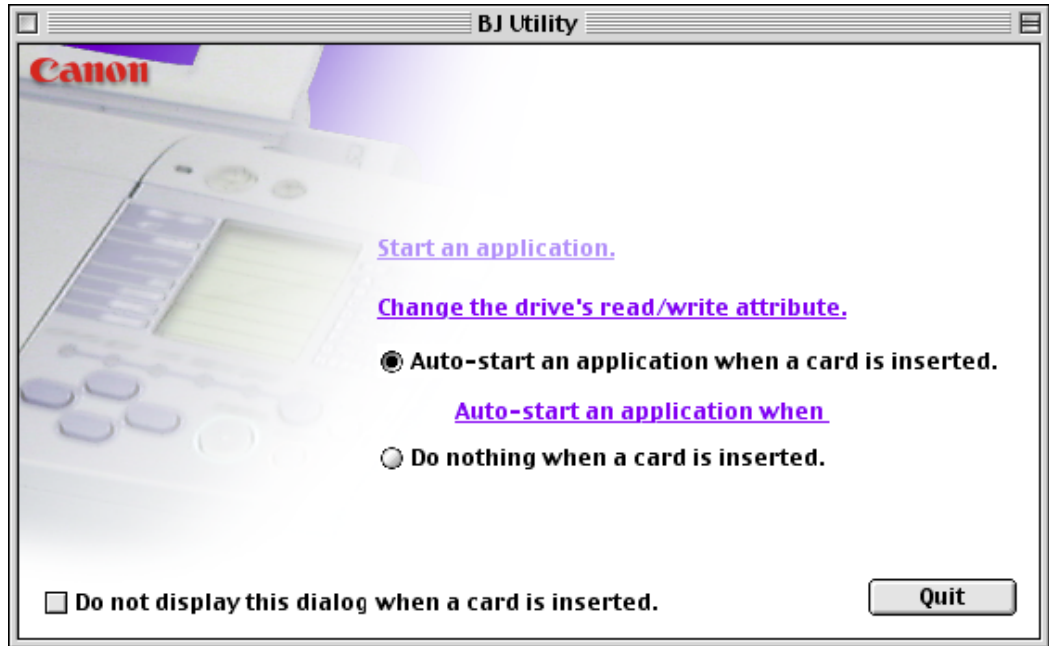 BJ Utility
Canon
Start an application.
Change the drive's read/write attribute.
Auto-start an application when a card is inserted.
Auto-start an application when
Do nothing when a card is inserted.
Do not display this dialog when a card is inserted.
Quit